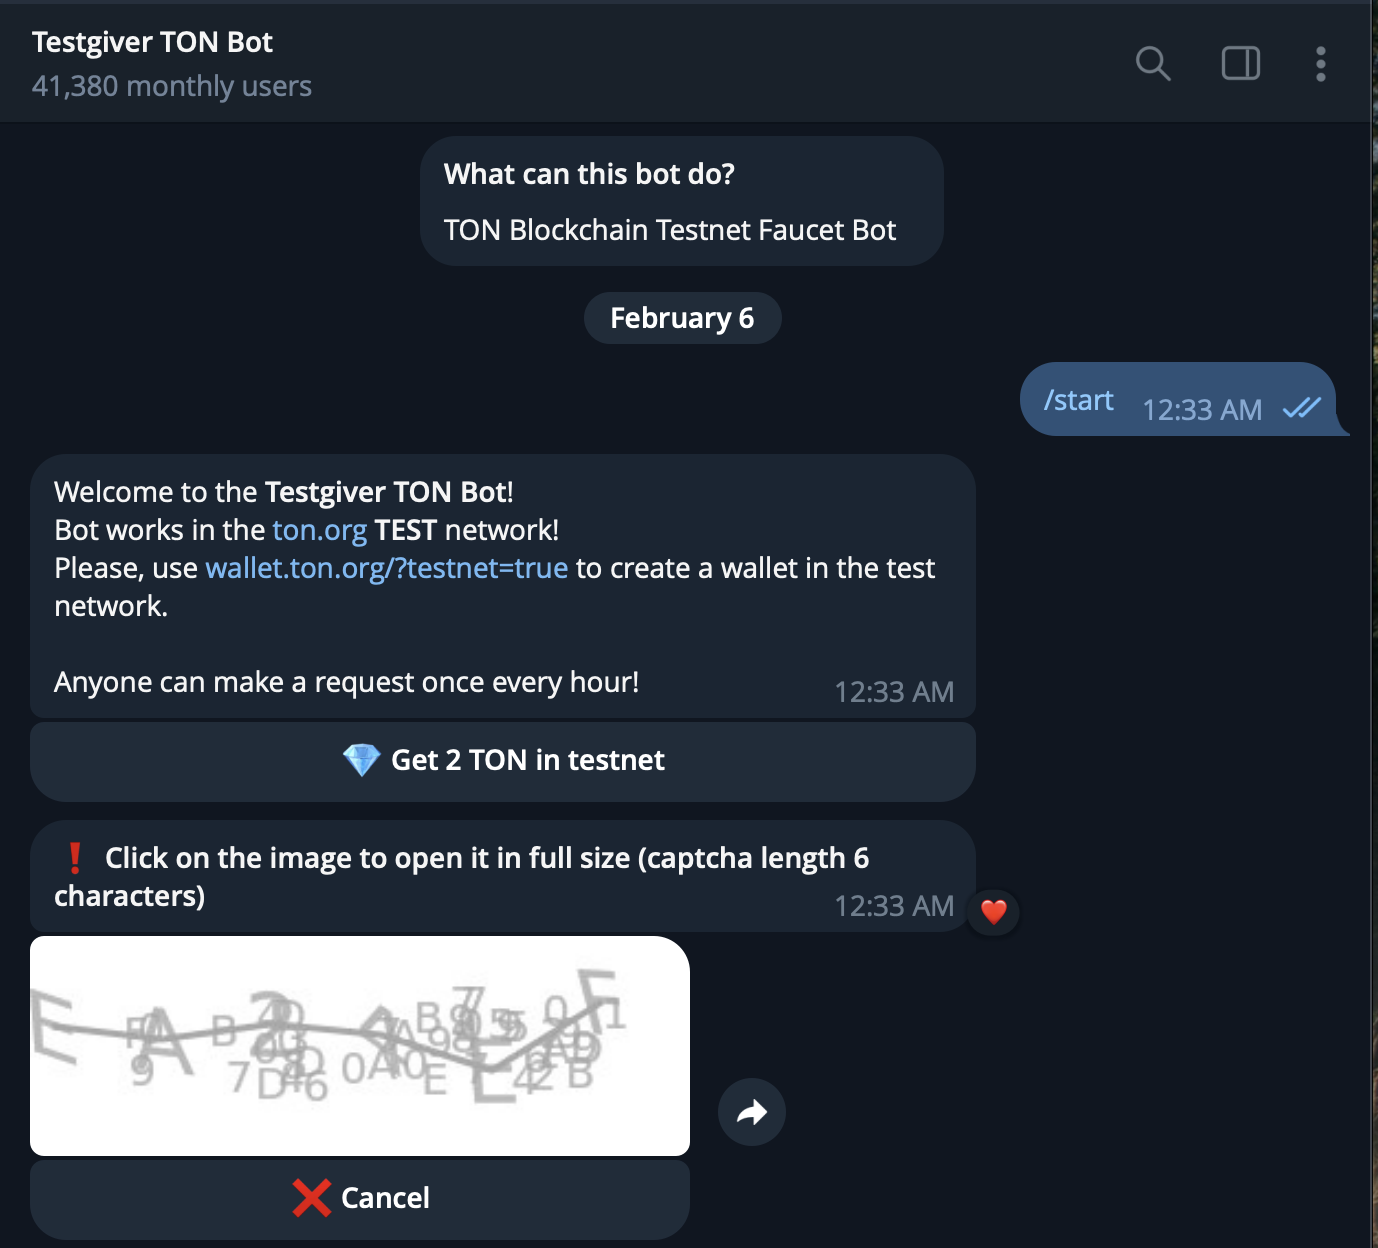 Testgiver TON Bot
41,380 monthly users
What can this bot do?
TON Blockchain Testnet Faucet Bot
February 6
/start 12:33 AM
Welcome to the Testgiver TON Bot!
Bot works in the ton.org TEST network!
Please, use wallet.ton.org/?testnet=true to create a wallet in the test
network.
Anyone can make a request once every hour!
12:33 AM
💎 Get 2 TON in testnet
❗ Click on the image to open it in full size (captcha length 6
characters)
12:33 AM
❌ Cancel